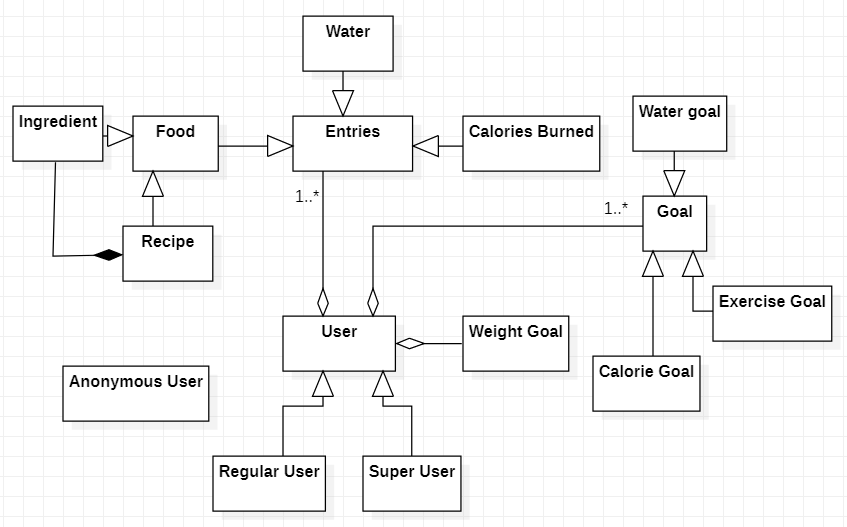 Water
Ingredient
Food
Entries
Calories Burned
Water goal
1..*
1..*
Goal
Recipe
Exercise Goal
User
Weight Goal
Calorie Goal
Anonymous User
Regular User
Super User